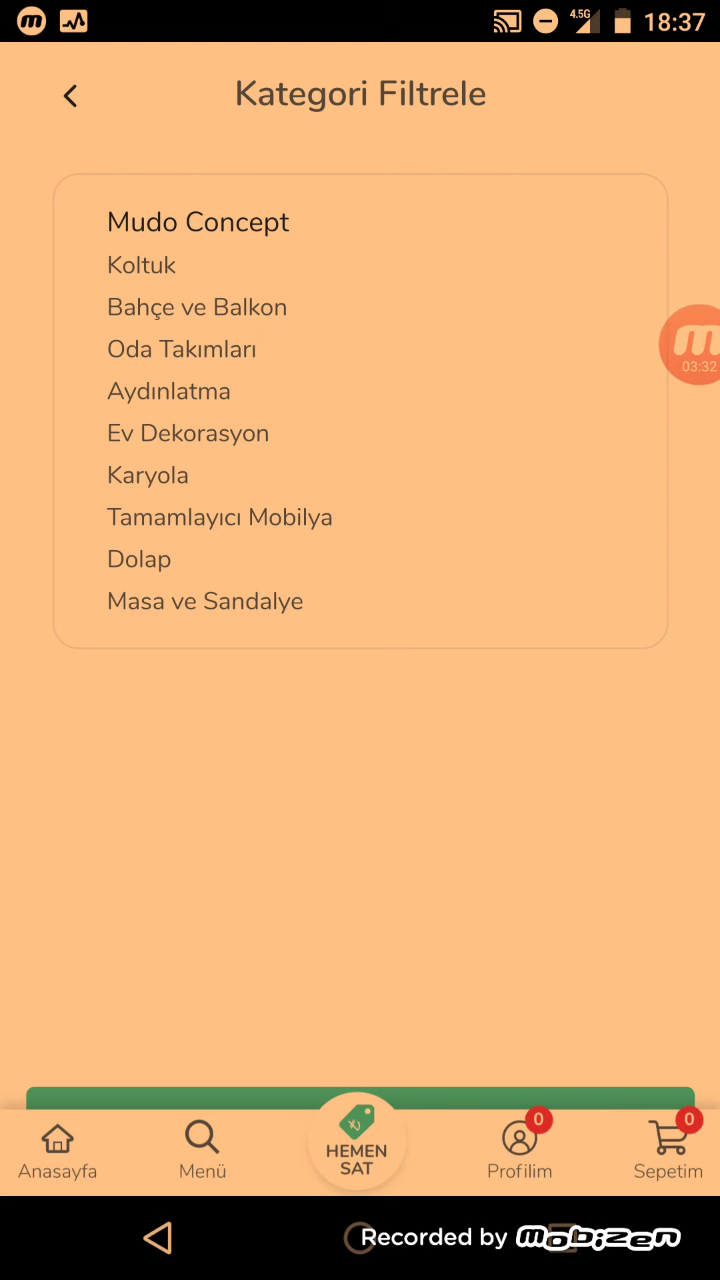 4.5G 18:37
Kategori Filtrele
Mudo Concept
Koltuk
Bahçe ve Balkon
Oda Takımları
Aydınlatma
Ev Dekorasyon
Karyola
Tamamlayıcı Mobilya
Dolap
Masa ve Sandalye
m
03:32
HEMEN
SAT
0
0
Anasayfa
Menü
Profilim
Sepetim
Recorded by mobizen